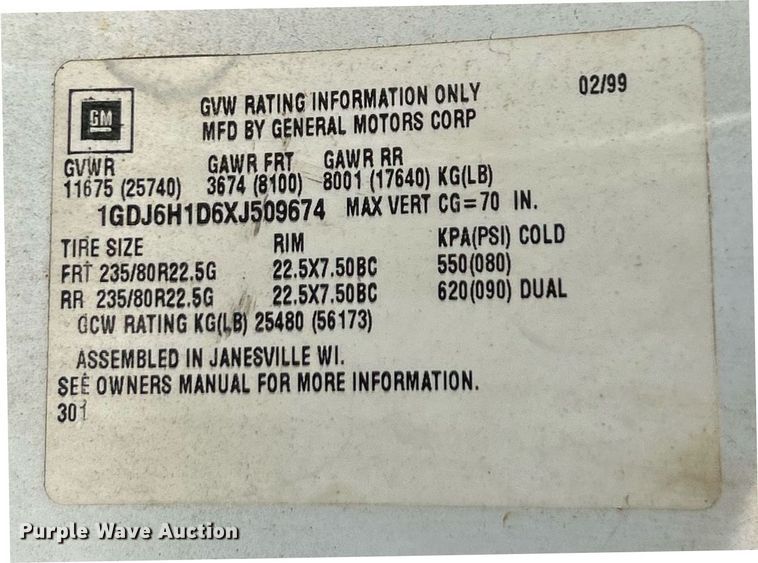 02/99
GM
GVW RATING INFORMATION ONLY
MFD BY GENERAL MOTORS CORP
GVWR GAWR FRT GAWR RR
11675 (25740) 3674 (8100) 8001 (17640) KG(LB)
1GDJ6H1D6XJ509674 MAX VERT CG=70 IN.
TIRE SIZE RIM KPA(PSI) COLD
FRT 235/80R22.5G 22.5X7.50BC 550(080)
RR 235/80R22.5G 22.5X7.50BC 620(090) DUAL
GCW RATING KG(LB) 25480 (56173)
ASSEMBLED IN JANESVILLE WI.
SEE OWNERS MANUAL FOR MORE INFORMATION.
301
Purple Wave Auction